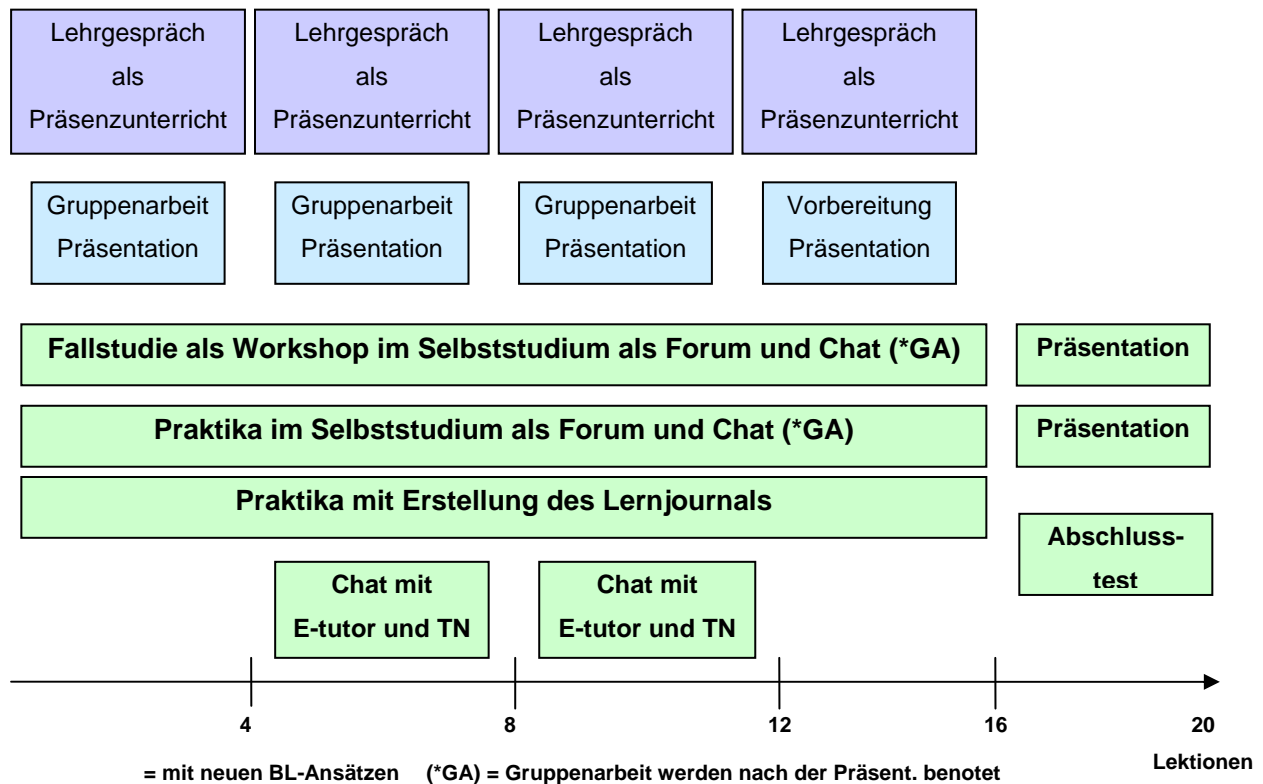 Lehrgespräch
als
Präsenzunterricht
Lehrgespräch
als
Präsenzunterricht
Lehrgespräch
als
Präsenzunterricht
Lehrgespräch
als
Präsenzunterricht
Gruppenarbeit
Präsentation
Gruppenarbeit
Präsentation
Gruppenarbeit
Präsentation
Vorbereitung
Präsentation
Fallstudie als Workshop im Selbststudium als Forum und Chat (*GA)
Präsentation
Praktika im Selbststudium als Forum und Chat (*GA)
Präsentation
Praktika mit Erstellung des Lernjournals
Abschluss-
test
Chat mit
E-tutor und TN
Chat mit
E-tutor und TN
4
8
12
16
20
Lektionen
= mit neuen BL-Ansätzen (*GA) = Gruppenarbeit werden nach der Präsent. benotet